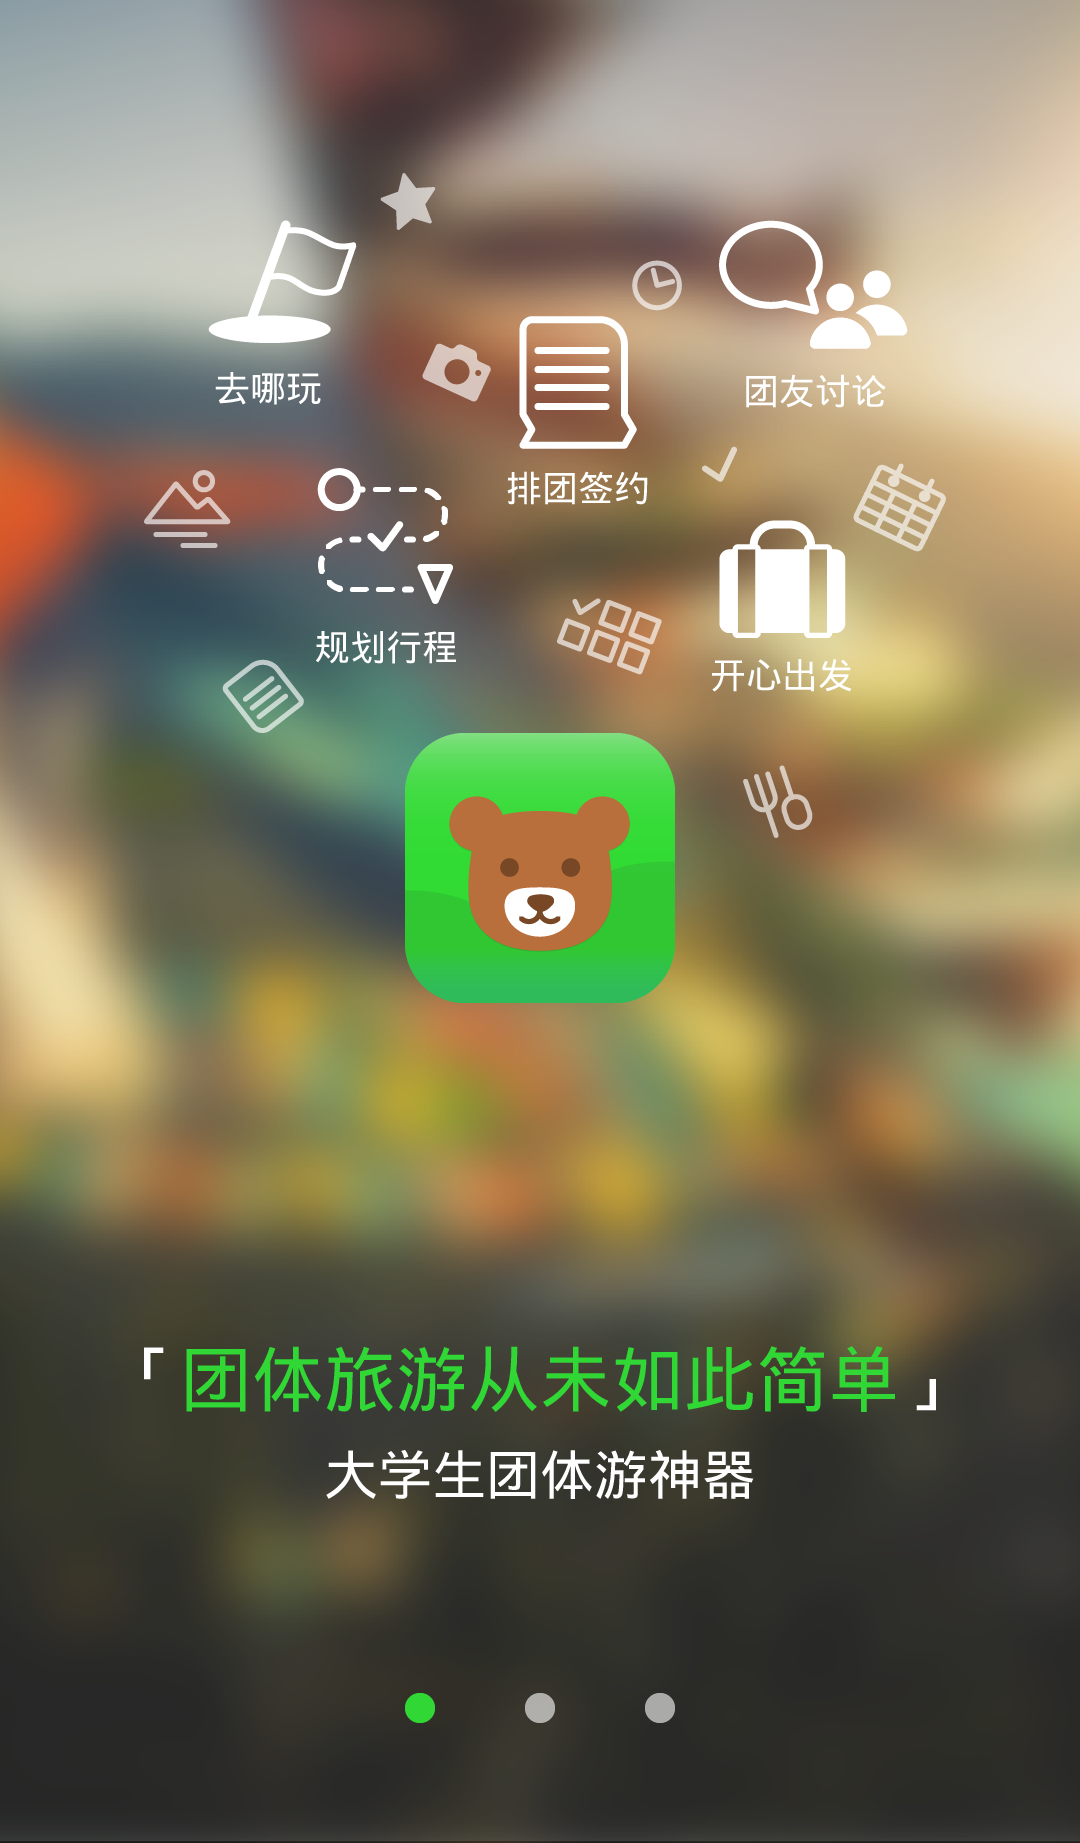 去哪玩
团友讨论
排团签约
规划行程
开心出发
「团体旅游从未如此简单」
大学生团体游神器